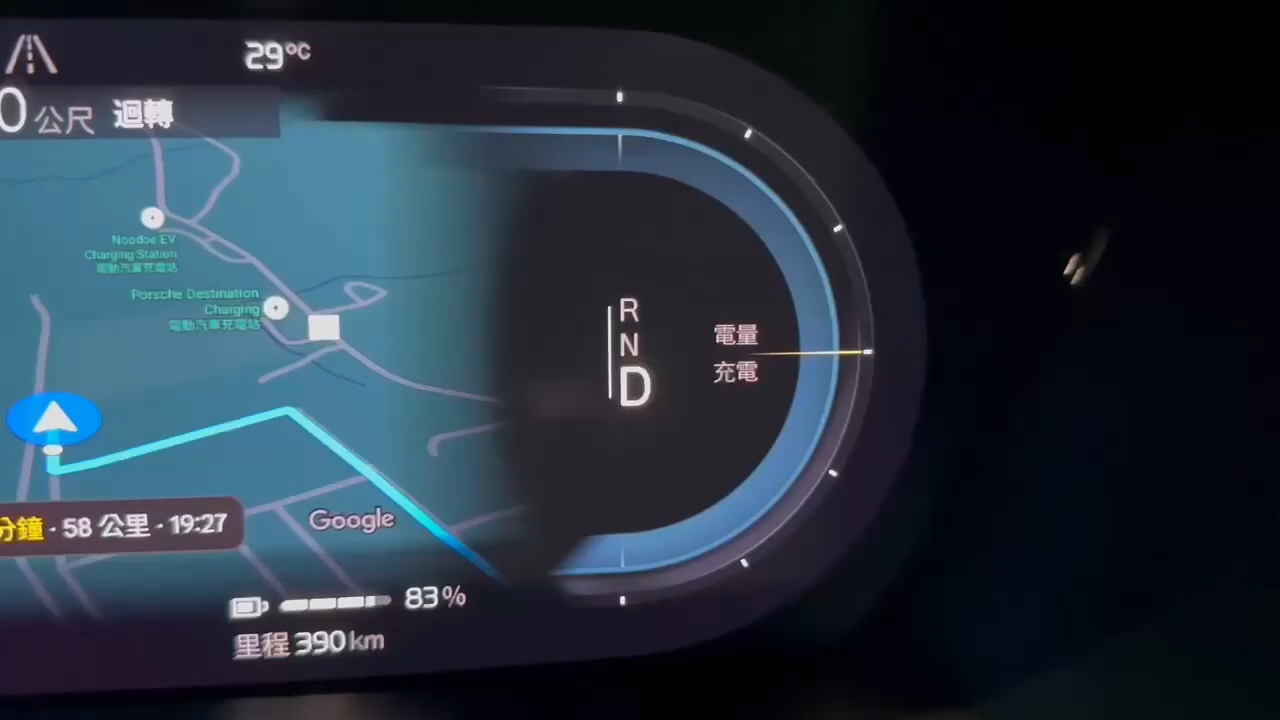 29°C
0 公尺 迴轉
Noodoe EV
Charging Station
電動汽車充電站
Porsche Destination
Charging
電動汽車充電站
R
N
D
電量
充電
Google
分鐘 · 58 公里 · 19:27
83%
里程 390 km